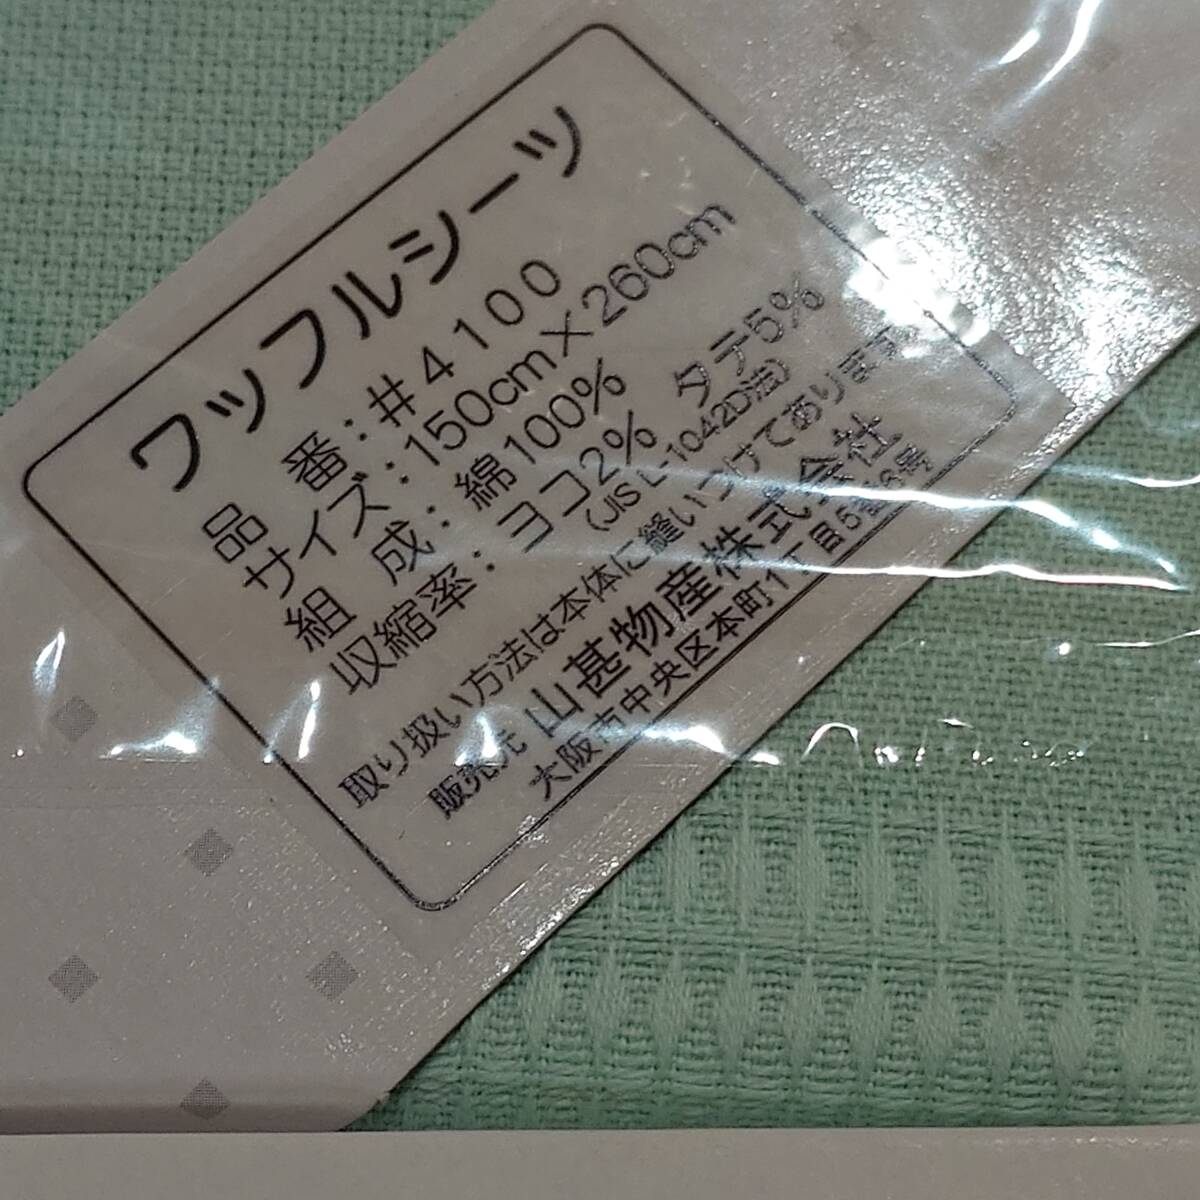 ワッフルシーツ
品番：#4100
サイズ：150cm×260cm
組成：綿100%
収縮率：ヨコ2% タテ5%
(JIS L-1042D法)
取り扱い方法は本体に縫いつけてあります
販売元 山甚物産株式会社
大阪市中央区本町1丁目5番6号